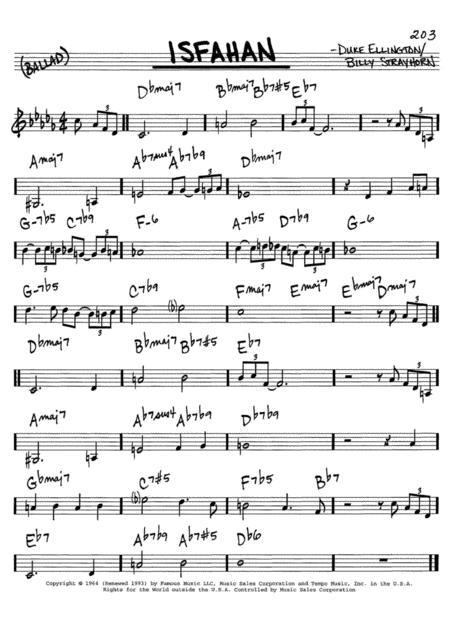 203
(BALLAD)
ISFAHAN
-DUKE ELLINGTON/
BILLY STRAYHORN
Dbmaj7 Bbmaj7 Bb7#5 Eb7
3 3
Amaj7 Ab7sus4 Ab7b9 Dbmaj7
3
G-7b5 C7b9 F-6 A-7b5 D7b9 G-6
3 3 3 3
G-7b5 C7b9 Fmaj7 Emaj7 Ebmaj7 Dmaj7
3 (b) 3
Dbmaj7 Bbmaj7 Bb7#5 Eb7
3
Amaj7 Ab7sus4 Ab7b9 Db7b9
Gbmaj7 C7#5 F7b5 Bb7
(b)
Eb7 Ab7b9 Ab7#5 Db6
Copyright © 1964 (Renewed 1993) by Famous Music LLC, Music Sales Corporation and Tempo Music, Inc. in the U.S.A.
Rights for the World outside the U.S.A. Controlled by Music Sales Corporation